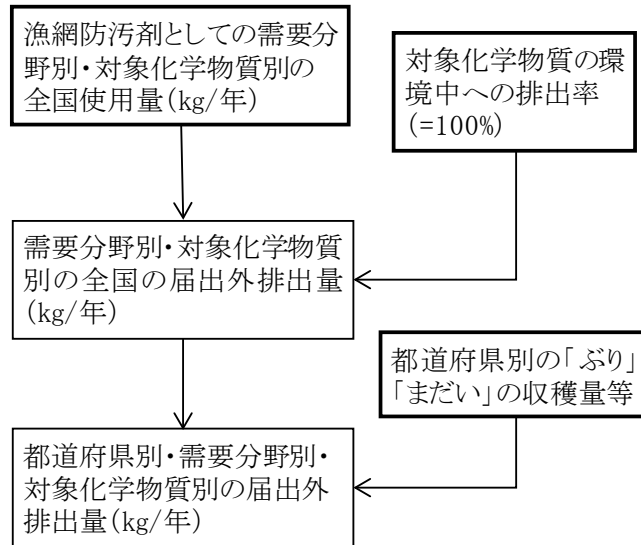 漁網防汚剤としての需要分
野別・対象化学物質別の
全国使用量(kg/年)
対象化学物質の環
境中への排出率
(=100%)
需要分野別・対象化学物質
別の全国の届出外排出量
(kg/年)
都道府県別の「ぶり」
「まだい」の収穫量等
都道府県別・需要分野別・
対象化学物質別の届出外
排出量(kg/年)